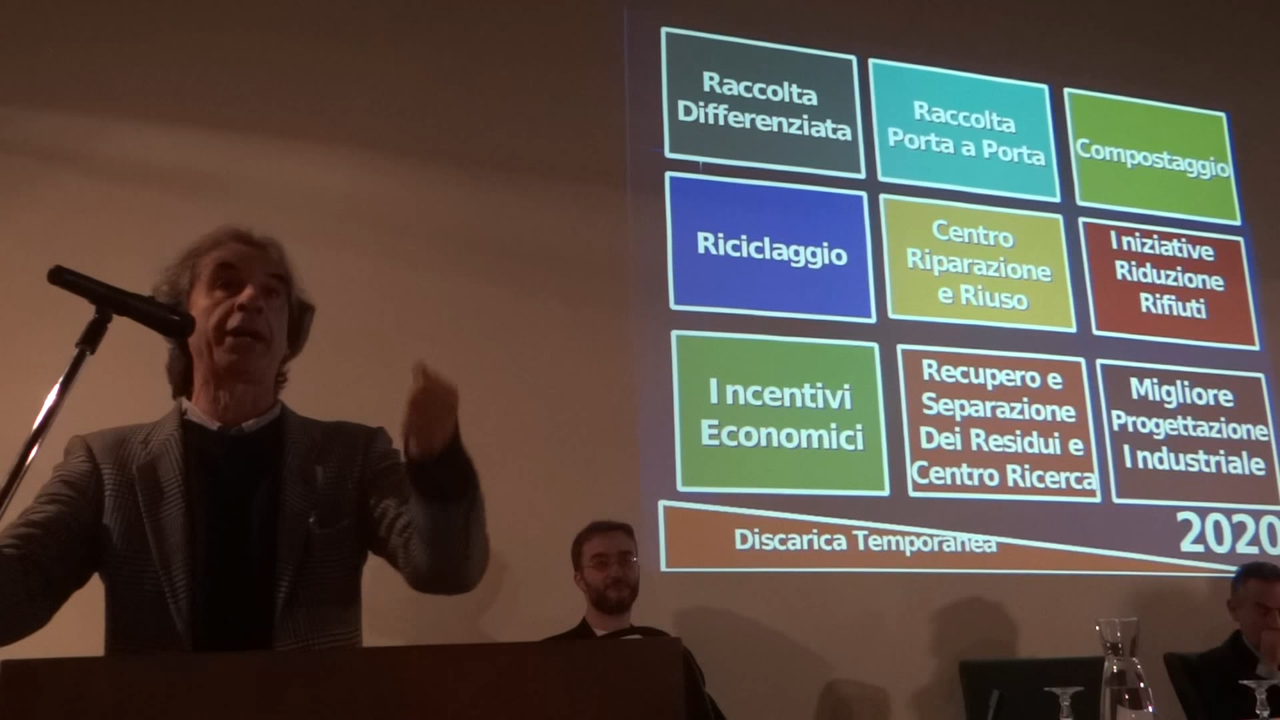 Raccolta
Differenziata
Raccolta
Porta a Porta
Compostaggio
Riciclaggio
Centro
Riparazione
e Riuso
Iniziative
Riduzione
Rifiuti
Incentivi
Economici
Recupero e
Separazione
Dei Residui e
Centro Ricerca
Migliore
Progettazione
Industriale
Discarica Temporanea
2020